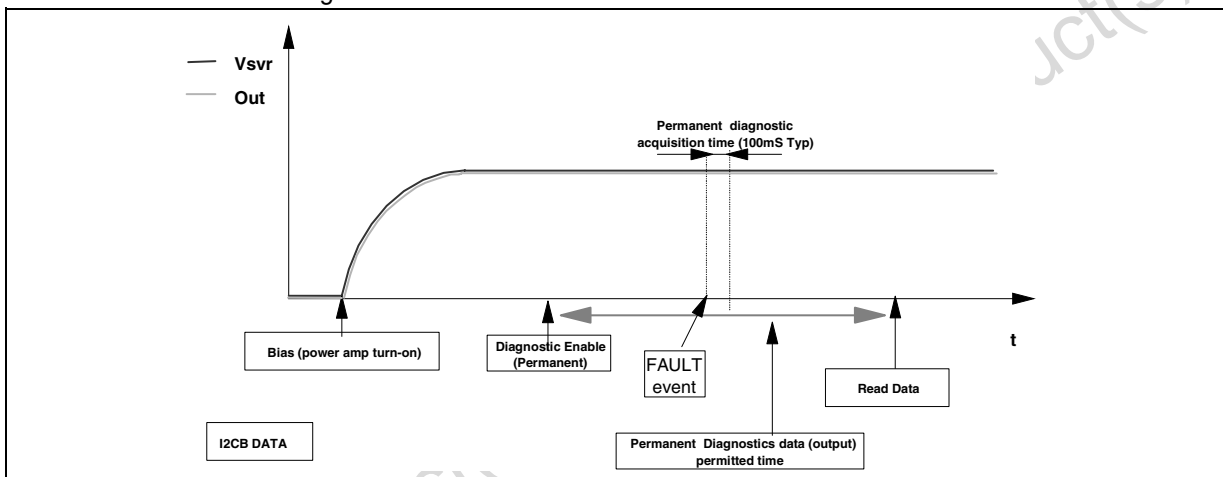 Vsvr
Out
Permanent diagnostic
acquisition time (100mS Typ)
t
Bias (power amp turn-on)
Diagnostic Enable
(Permanent)
FAULT
event
Read Data
I2CB DATA
Permanent Diagnostics data (output)
permitted time